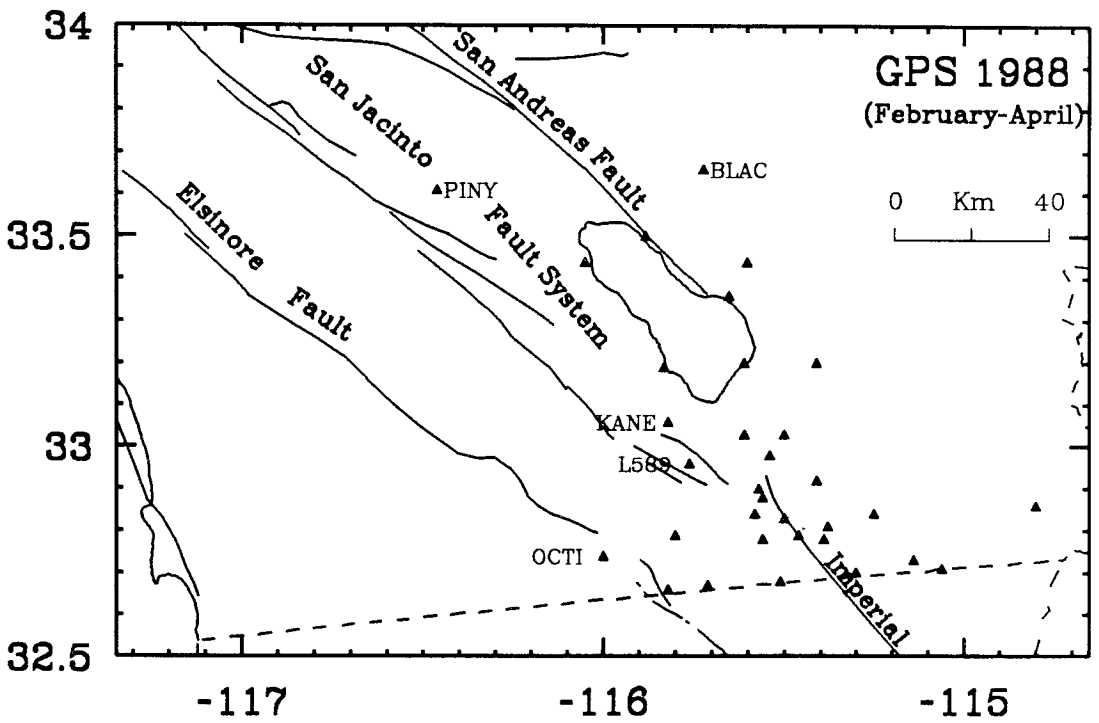 34
33.5
33
32.5
-117
-116
-115
GPS 1988
(February-April)
0 Km 40
San Andreas Fault
San Jacinto
Fault System
Elsinore
Fault
Imperial
BLAC
PINY
KANE
L589
OCTI